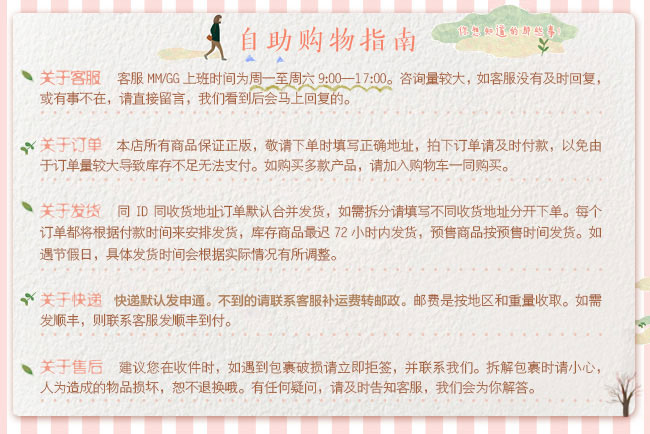 自助购物指南
你想知道的那些事!
关于客服 客服 MM/GG 上班时间为周一至周六 9:00—17:00。咨询量较大，如客服没有及时回复，
或有事不在，请直接留言，我们看到后会马上回复的。
关于订单 本店所有商品保证正版，敬请下单时填写正确地址，拍下订单请及时付款，以免由
于订单量较大导致库存不足无法支付。如购买多款产品，请加入购物车一同购买。
关于发货 同 ID 同收货地址订单默认合并发货，如需拆分请填写不同收货地址分开下单。每个
订单都将根据付款时间来安排发货，库存商品最迟 72 小时内发货，预售商品按预售时间发货。如
遇节假日，具体发货时间会根据实际情况有所调整。
关于快递 快递默认发申通。不到的请联系客服补运费转邮政。邮费是按地区和重量收取。如需
发顺丰，则联系客服发顺丰到付。
关于售后 建议您在收件时，如遇到包裹破损请立即拒签，并联系我们。拆解包裹时请小心，
人为造成的物品损坏，恕不退换哦。有任何疑问，请及时告知客服，我们会为你解答。